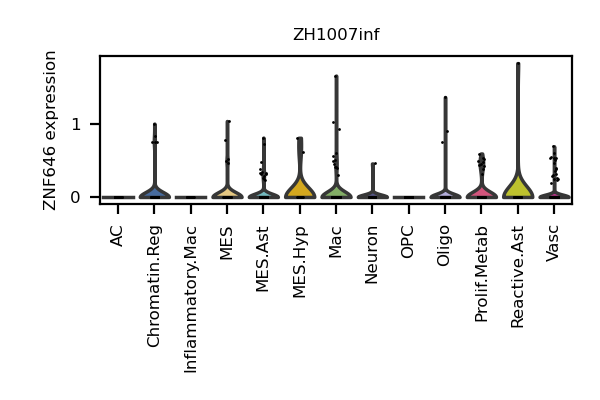 ZH1007inf
ZNF646 expression
1
0
AC
Chromatin.Reg
Inflammatory.Mac
MES
MES.Ast
MES.Hyp
Mac
Neuron
OPC
Oligo
Prolif.Metab
Reactive.Ast
Vasc